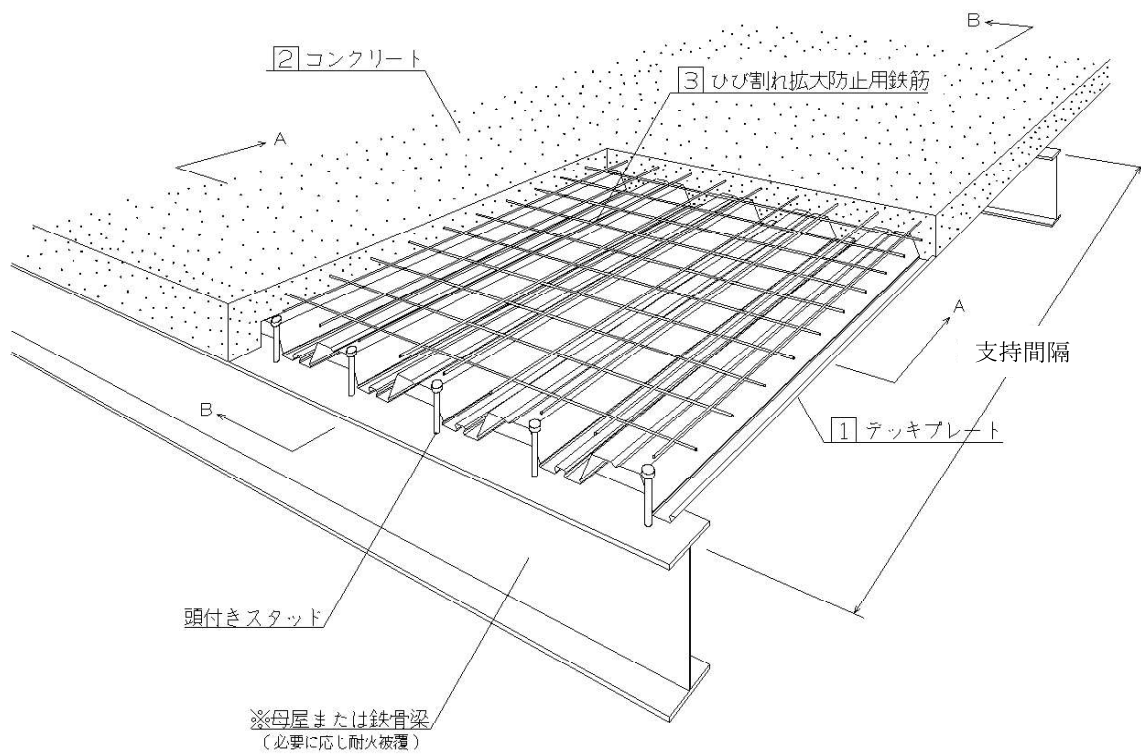 B
2 コンクリート
3 ひび割れ拡大防止用鉄筋
A
A
支持間隔
B
1 デッキプレート
頭付きスタッド
※母屋または鉄骨梁
(必要に応じ耐火被覆)